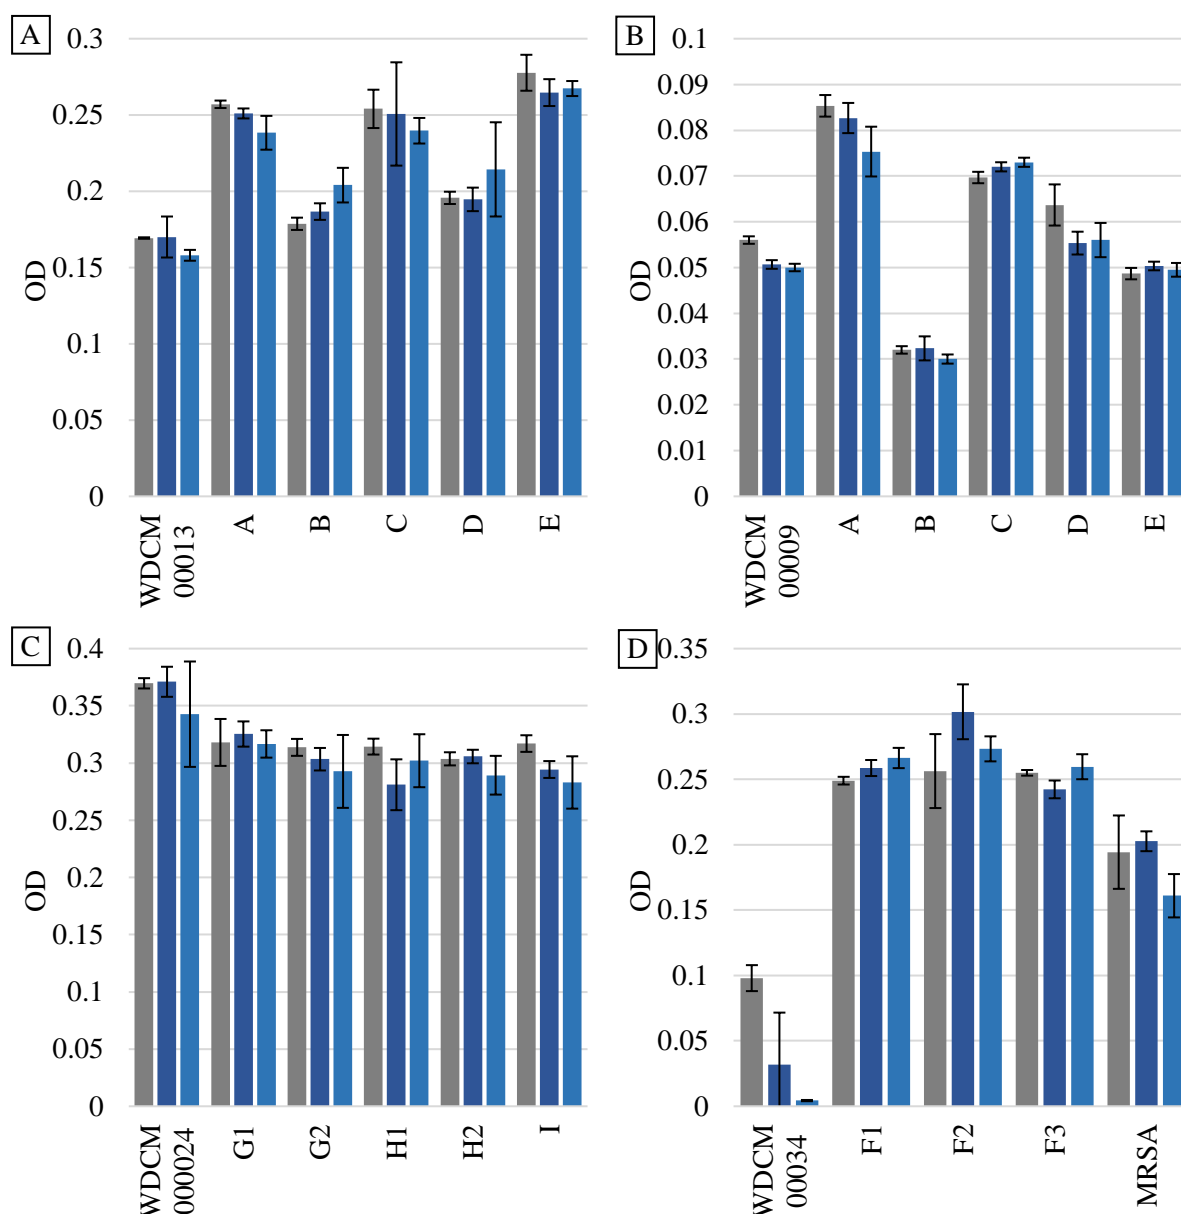 A
0.3
0.25
0.2
0.15
0.1
0.05
0
OD
WDCM
00013
A
B
C
D
E
B
0.1
0.09
0.08
0.07
0.06
0.05
0.04
0.03
0.02
0.01
0
OD
WDCM
00009
A
B
C
D
E
C
0.4
0.35
0.3
0.25
0.2
0.15
0.1
0.05
0
OD
WDCM
000024
G1
G2
H1
H2
I
D
0.35
0.3
0.25
0.2
0.15
0.1
0.05
0
OD
WDCM
00034
F1
F2
F3
MRSA